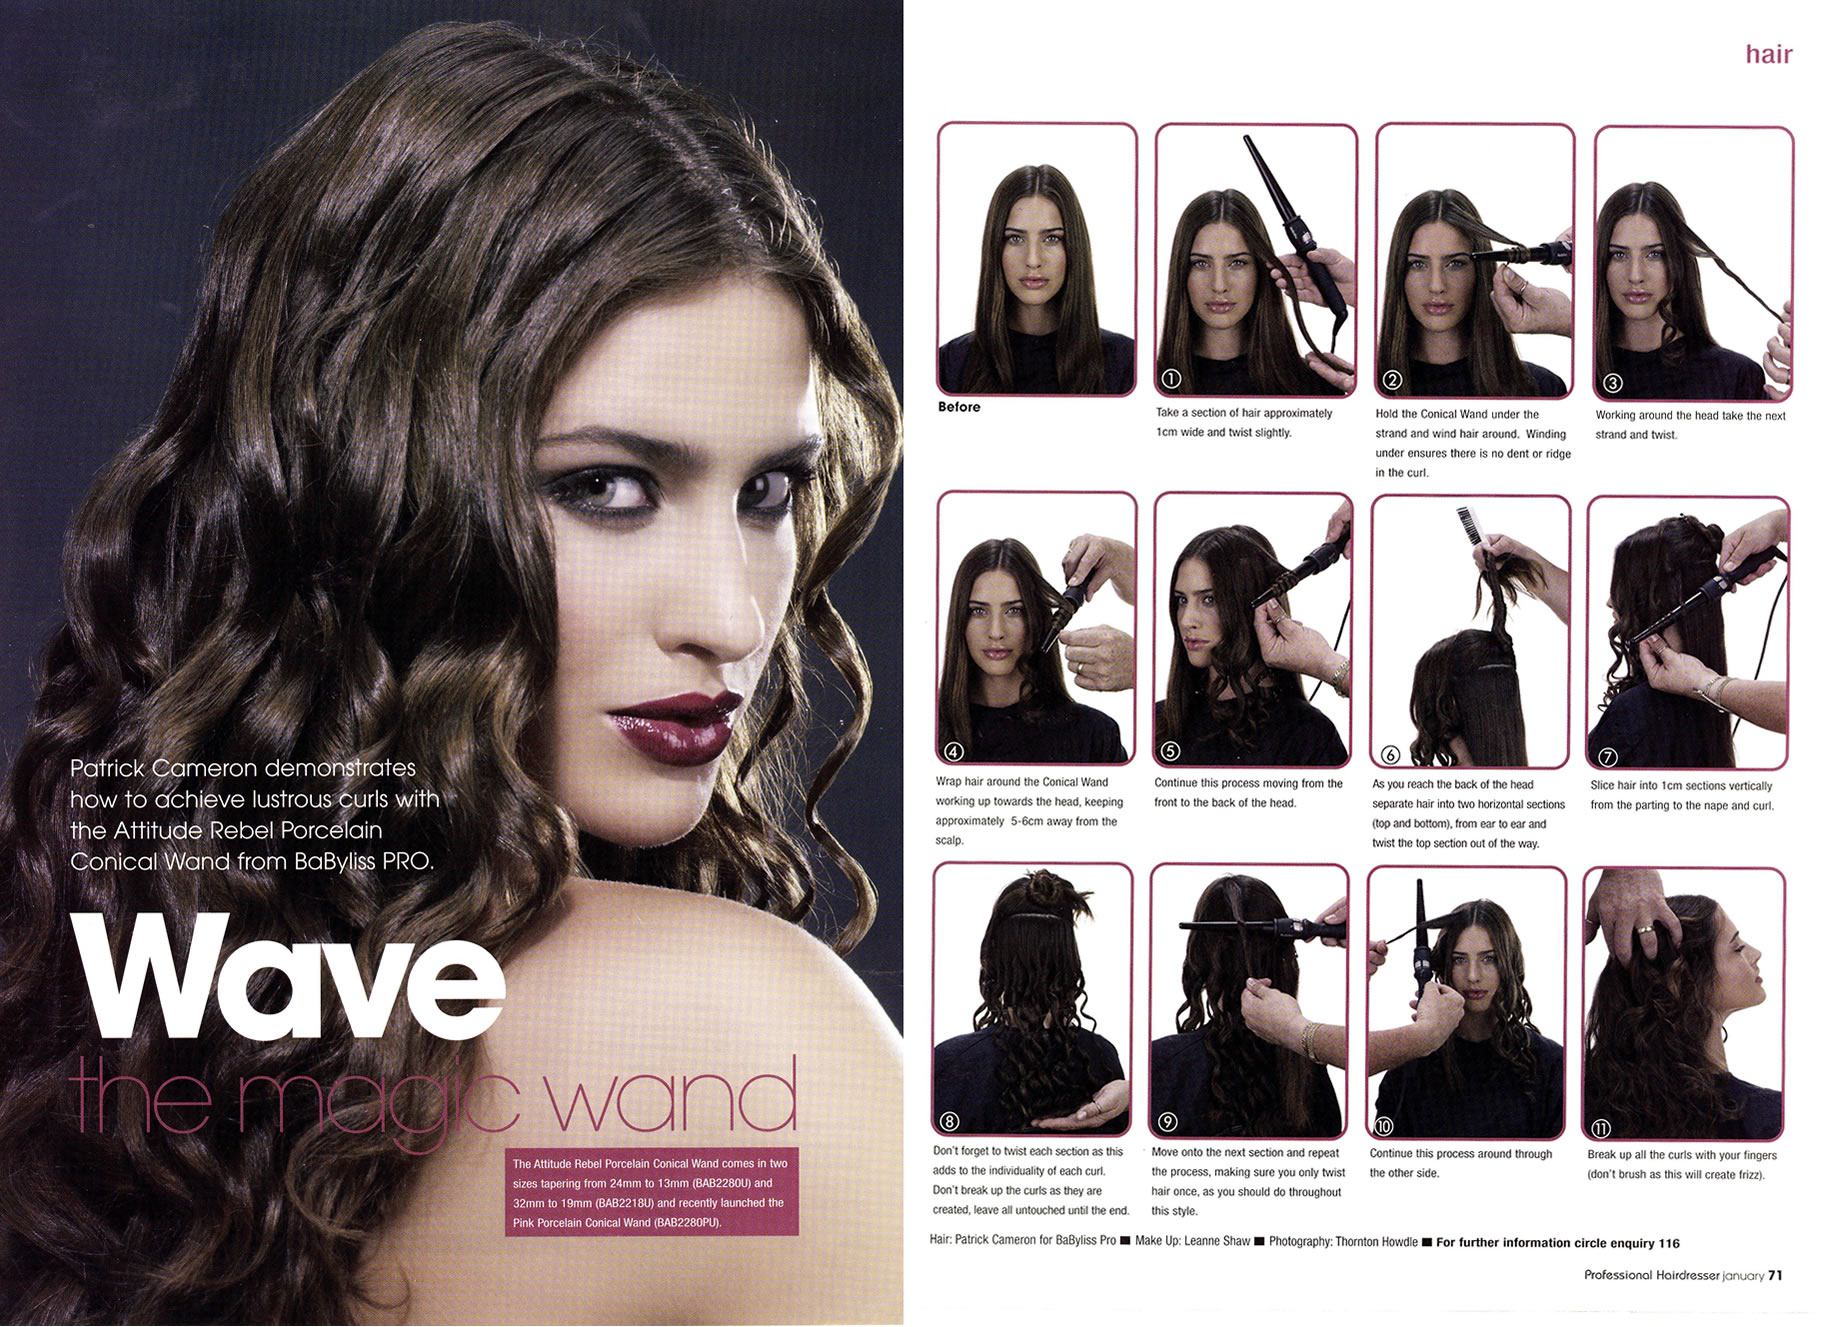 Patrick Cameron demonstrates
how to achieve lustrous curls with
the Attitude Rebel Porcelain
Conical Wand from BaByliss PRO.
Wave
the magic wand
The Attitude Rebel Porcelain Conical Wand comes in two
sizes tapering from 24mm to 13mm (BAB2280U) and
32mm to 19mm (BAB2218U) and recently launched the
Pink Porcelain Conical Wand (BAB2280PU).
hair
Before
1
Take a section of hair approximately
1cm wide and twist slightly.
2
Hold the Conical Wand under the
strand and wind hair around. Winding
under ensures there is no dent or ridge
in the curl.
3
Working around the head take the next
strand and twist.
4
Wrap hair around the Conical Wand
working up towards the head, keeping
approximately 5-6cm away from the
scalp.
5
Continue this process moving from the
front to the back of the head.
6
As you reach the back of the head
separate hair into two horizontal sections
(top and bottom), from ear to ear and
twist the top section out of the way.
7
Slice hair into 1cm sections vertically
from the parting to the nape and curl.
8
Don't forget to twist each section as this
adds to the individuality of each curl.
Don't break up the curls as they are
created, leave all untouched until the end.
9
Move onto the next section and repeat
the process, making sure you only twist
hair once, as you should do throughout
this style.
10
Continue this process around through
the other side.
11
Break up all the curls with your fingers
(don't brush as this will create frizz).
Hair: Patrick Cameron for BaByliss Pro ■ Make Up: Leanne Shaw ■ Photography: Thornton Howdle ■ For further information circle enquiry 116
Professional Hairdresser january 71